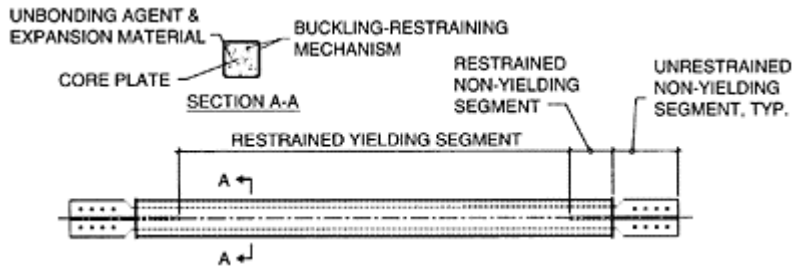 UNBONDING AGENT &
EXPANSION MATERIAL
BUCKLING-RESTRAINING
MECHANISM
CORE PLATE
SECTION A-A
RESTRAINED
NON-YIELDING
SEGMENT
UNRESTRAINED
NON-YIELDING
SEGMENT, TYP.
RESTRAINED YIELDING SEGMENT
A
A